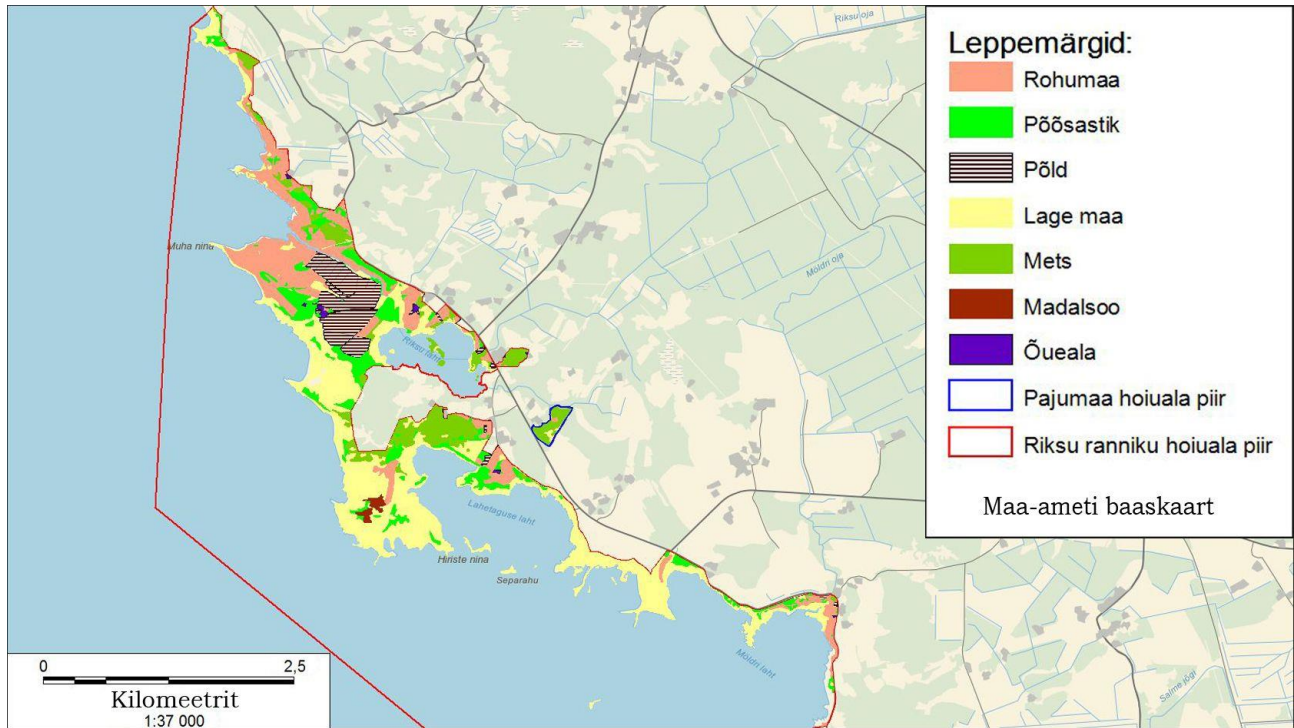 Riksu oja
Leppemärgid:
Rohumaa
Põõsastik
Põld
Lage maa
Mets
Madalsoo
Õueala
Pajumaa hoiuala piir
Riksu ranniku hoiuala piir
Maa-ameti baaskaart
Muha nina
Möldri oja
Riksu laht
Lahetaguse laht
Hiriste nina
Separahu
Möldri laht
Salme jõgi
0 2,5
Kilomeetrit
1:37 000